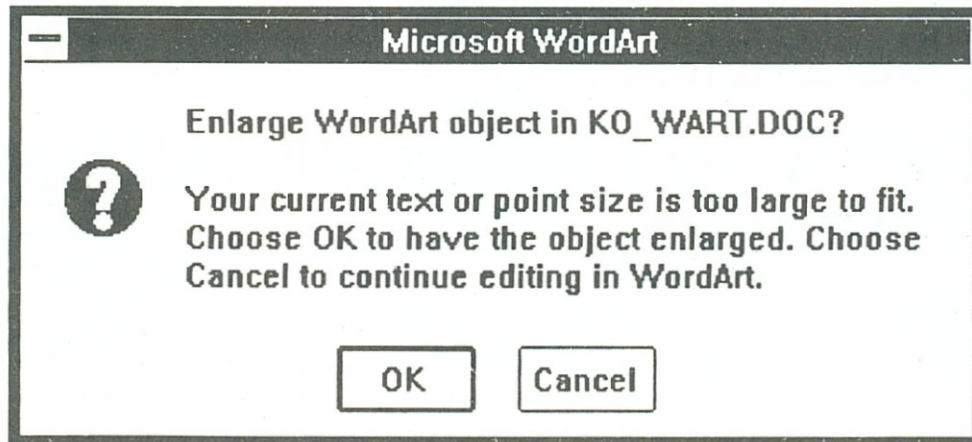 Microsoft WordArt
Enlarge WordArt object in KO_WART.DOC?
Your current text or point size is too large to fit.
Choose OK to have the object enlarged. Choose
Cancel to continue editing in WordArt.
OK Cancel